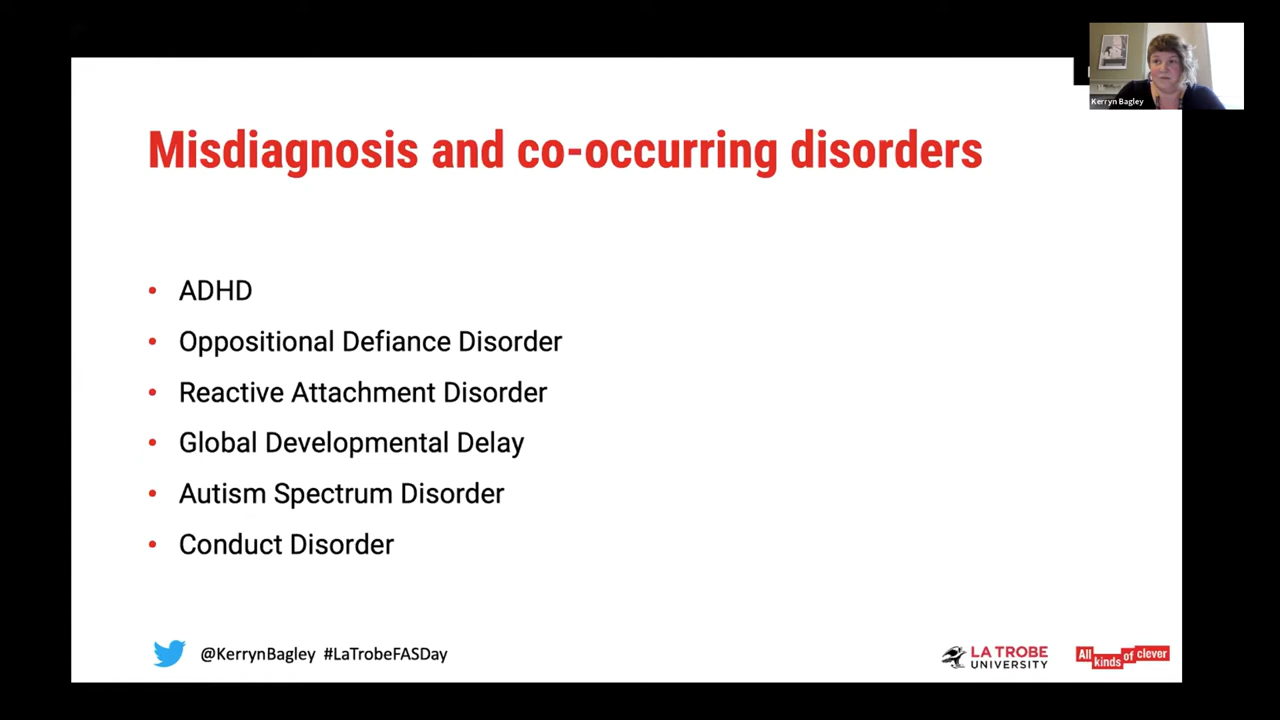 Kerryn Bagley
Misdiagnosis and co-occurring disorders
• ADHD
• Oppositional Defiance Disorder
• Reactive Attachment Disorder
• Global Developmental Delay
• Autism Spectrum Disorder
• Conduct Disorder
@KerrynBagley #LaTrobeFASDay
LA TROBE
UNIVERSITY
All kinds of clever